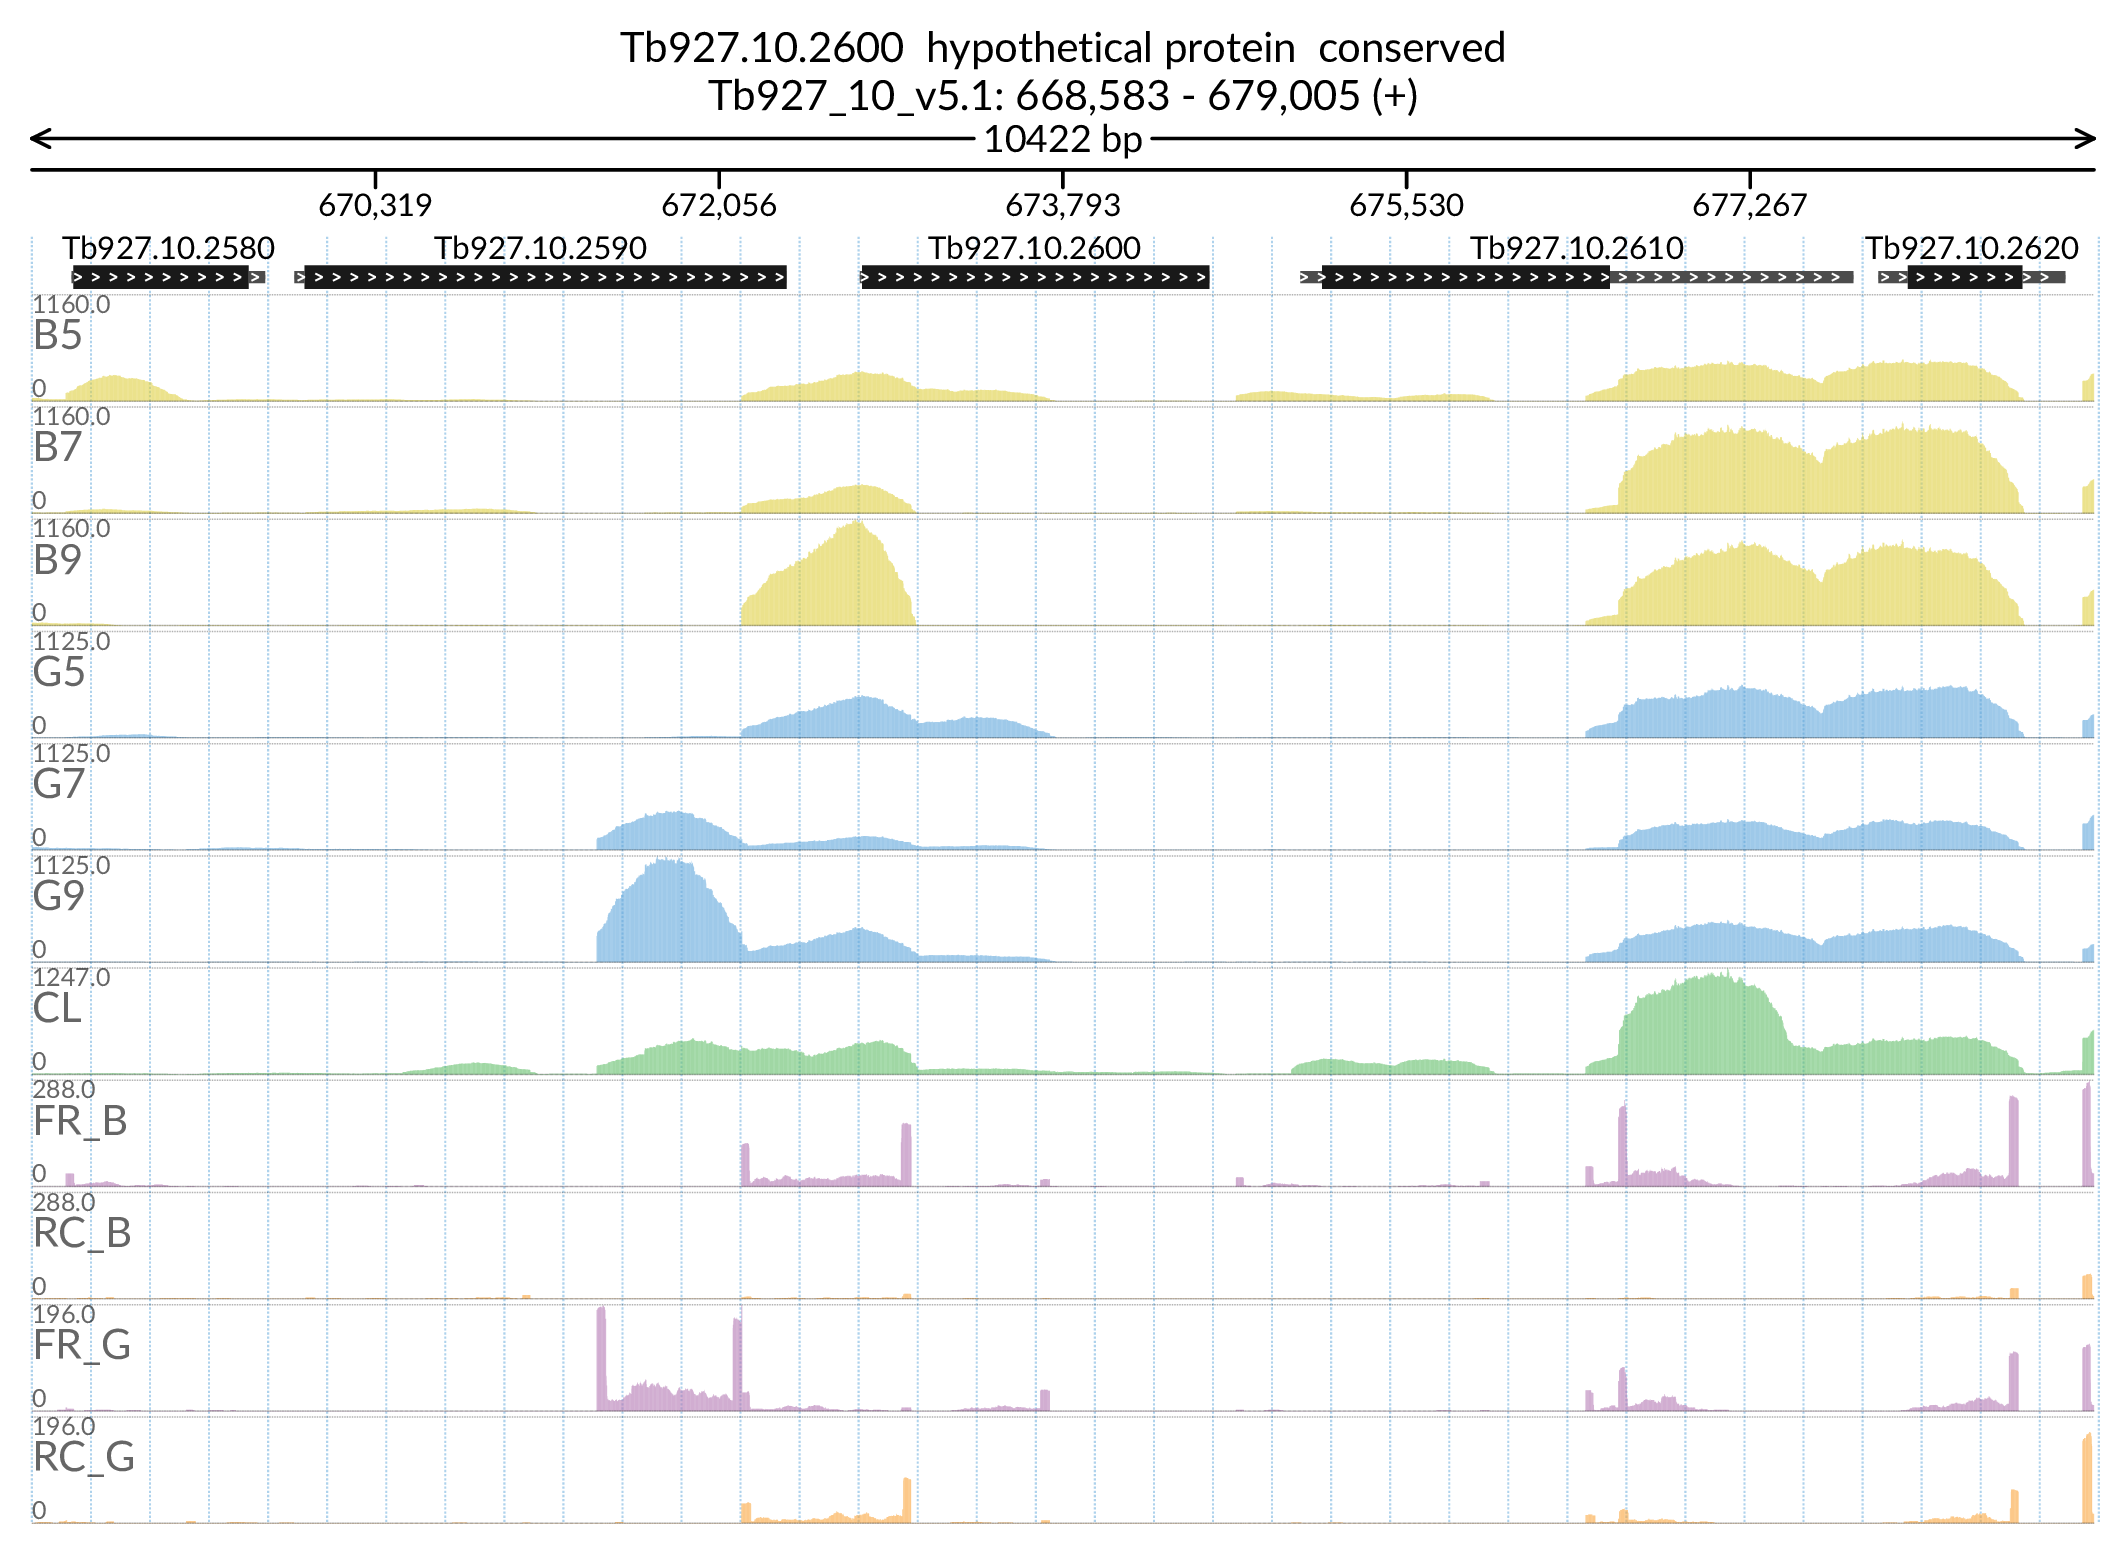 Tb927.10.2600 hypothetical protein conserved
Tb927_10_v5.1: 668,583 - 679,005 (+)
10422 bp
670,319 672,056 673,793 675,530 677,267
Tb927.10.2580 Tb927.10.2590 Tb927.10.2600 Tb927.10.2610 Tb927.10.2620
1160.0
B5
0
1160.0
B7
0
1160.0
B9
0
1125.0
G5
0
1125.0
G7
0
1125.0
G9
0
1247.0
CL
0
288.0
FR_B
0
288.0
RC_B
0
196.0
FR_G
0
196.0
RC_G
0